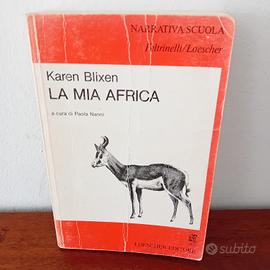 NARRATIVA SCUOLA
Feltrinelli/Loescher
Karen Blixen
LA MIA AFRICA
a cura di Paola Nanni
LOESCHER EDITORE
subito